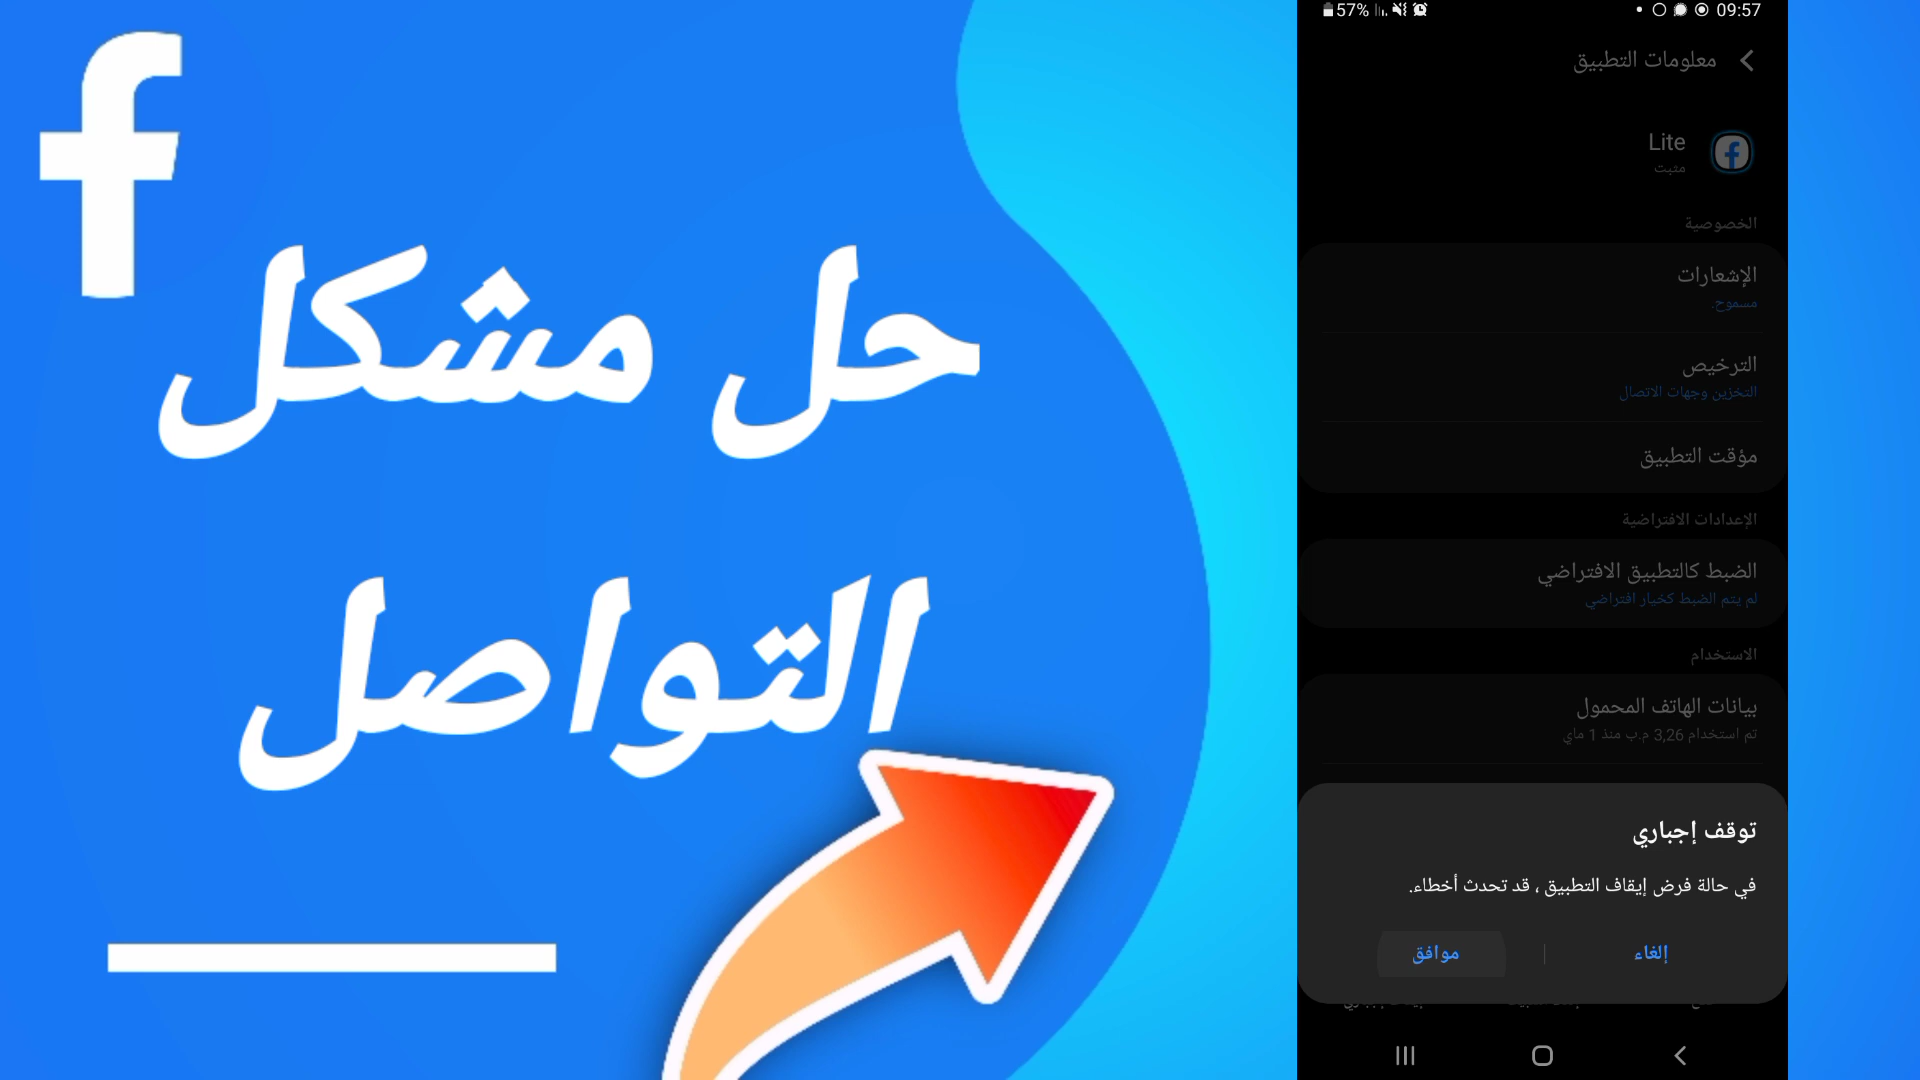 حل مشكل
التواصل
57%
09:57
معلومات التطبيق
Lite
مثبت
الخصوصية
الإشعارات
مسموح.
الترخيص
التخزين وجهات الاتصال
مؤقت التطبيق
الإعدادات الافتراضية
الضبط كالتطبيق الافتراضي
لم يتم الضبط كخيار افتراضي
الاستخدام
بيانات الهاتف المحمول
تم استخدام 3,26 م.ب منذ 1 ماي
توقف إجباري
في حالة فرض إيقاف التطبيق ، قد تحدث أخطاء.
إلغاء
موافق